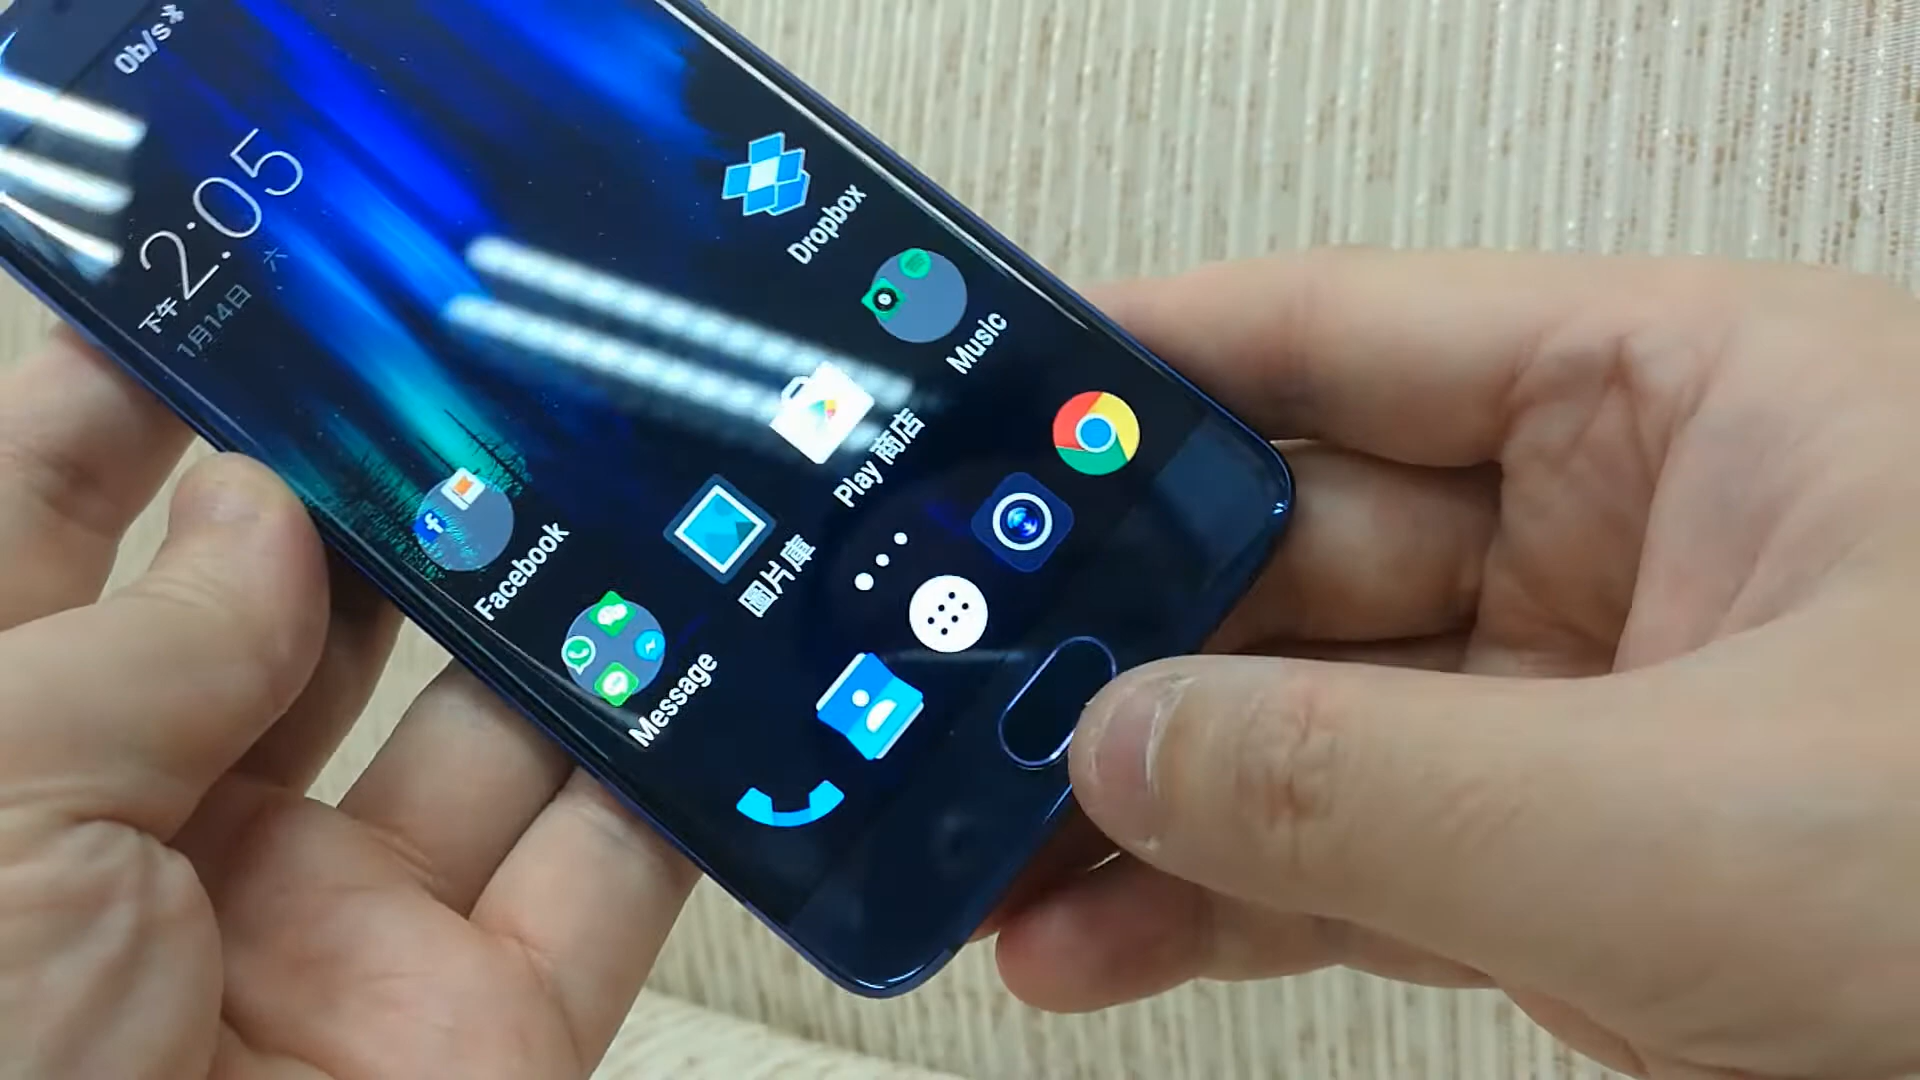 0b/s
下午2:05
1月14日 六
Dropbox
Music
Facebook
Message
圖片庫
Play 商店